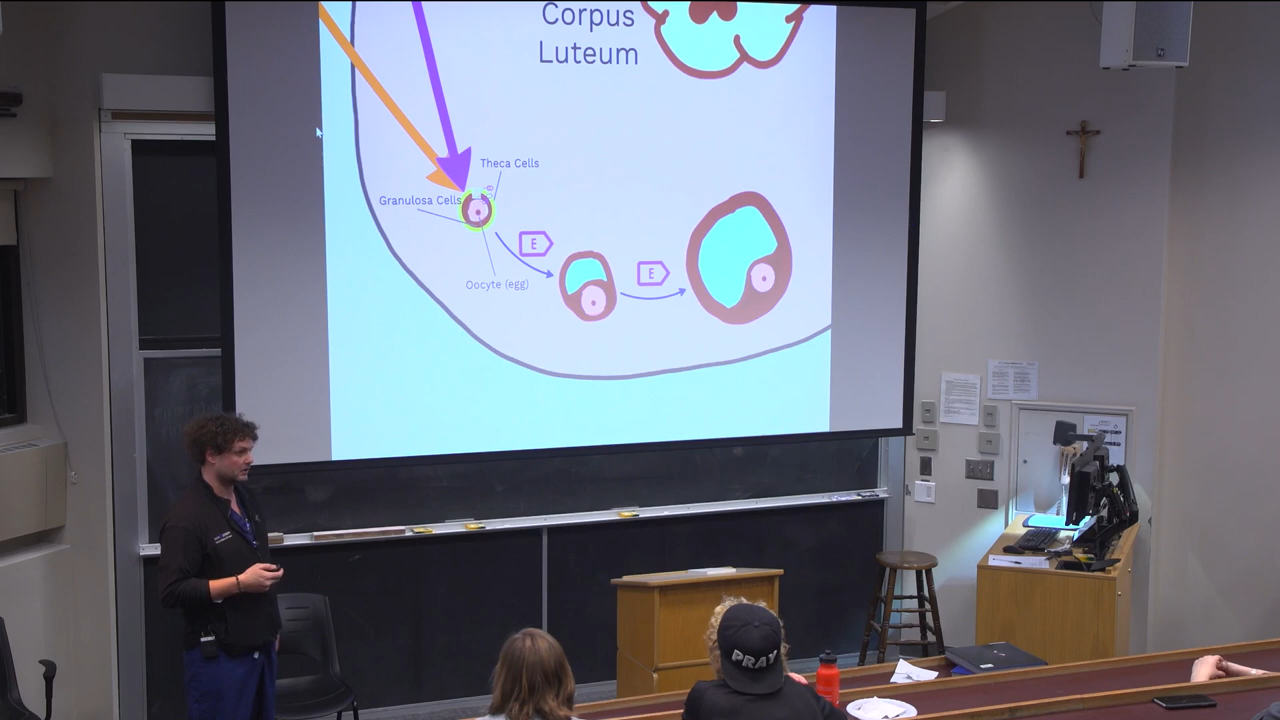 Corpus
Luteum
Theca Cells
Granulosa Cells
E
E
Oocyte (egg)
PRAY